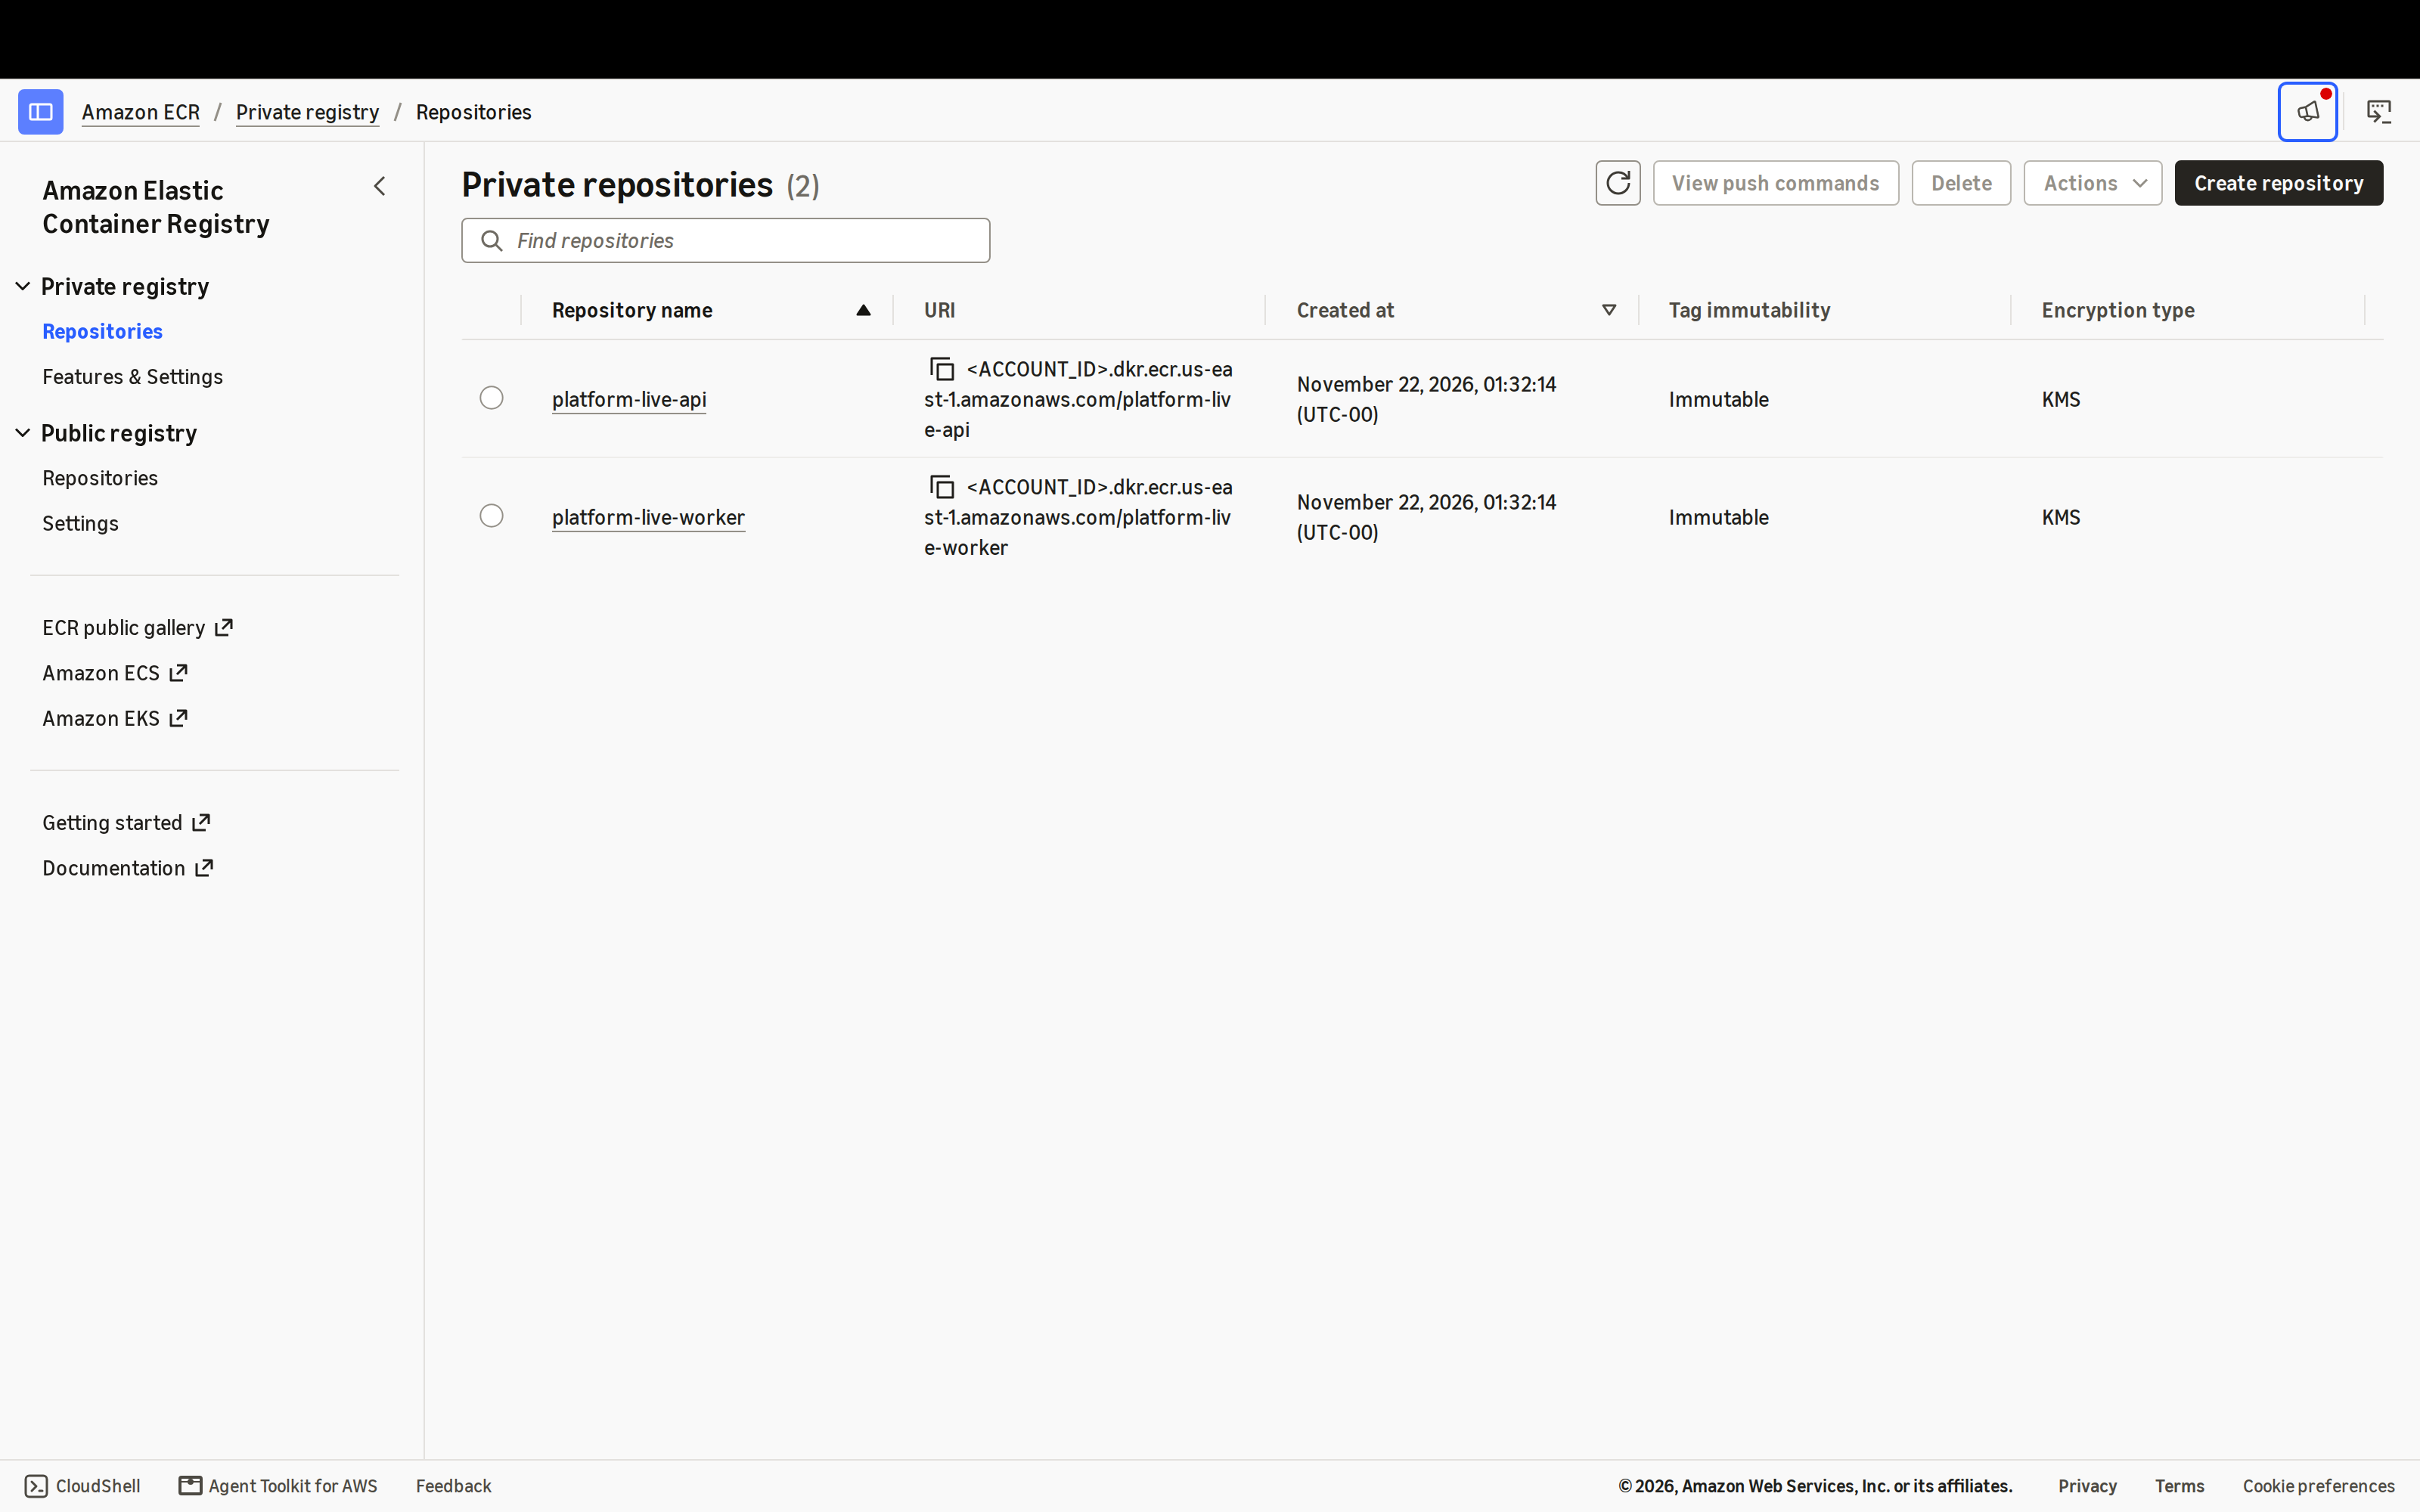 Amazon ECR / Private registry / Repositories
Amazon Elastic
Container Registry
Private registry
Repositories
Features & Settings
Public registry
Repositories
Settings
ECR public gallery
Amazon ECS
Amazon EKS
Getting started
Documentation
Private repositories (2)
View push commands
Delete
Actions
Create repository
Find repositories
Repository name
URI
Created at
Tag immutability
Encryption type
platform-live-api
<ACCOUNT_ID>.dkr.ecr.us-ea
st-1.amazonaws.com/platform-liv
e-api
November 22, 2026, 01:32:14
(UTC-00)
Immutable
KMS
platform-live-worker
<ACCOUNT_ID>.dkr.ecr.us-ea
st-1.amazonaws.com/platform-liv
e-worker
November 22, 2026, 01:32:14
(UTC-00)
Immutable
KMS
CloudShell
Agent Toolkit for AWS
Feedback
© 2026, Amazon Web Services, Inc. or its affiliates.
Privacy
Terms
Cookie preferences